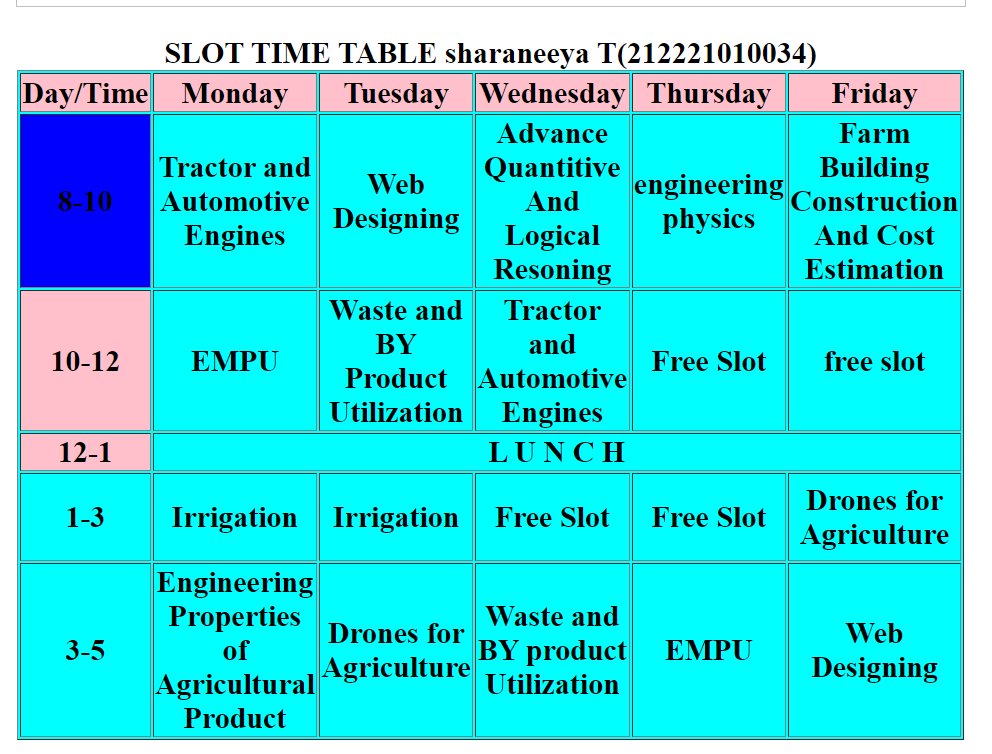 SLOT TIME TABLE sharaneeya T(212221010034)
Day/Time Monday Tuesday Wednesday Thursday Friday
8-10
Tractor and
Automotive
Engines
Web
Designing
Advance
Quantitive
And
Logical
Resoning
engineering
physics
Farm
Building
Construction
And Cost
Estimation
10-12
EMPU
Waste and
BY
Product
Utilization
Tractor
and
Automotive
Engines
Free Slot
free slot
12-1
L U N C H
1-3
Irrigation
Irrigation
Free Slot
Free Slot
Drones for
Agriculture
3-5
Engineering
Properties
of
Agricultural
Product
Drones for
Agriculture
Waste and
BY product
Utilization
EMPU
Web
Designing